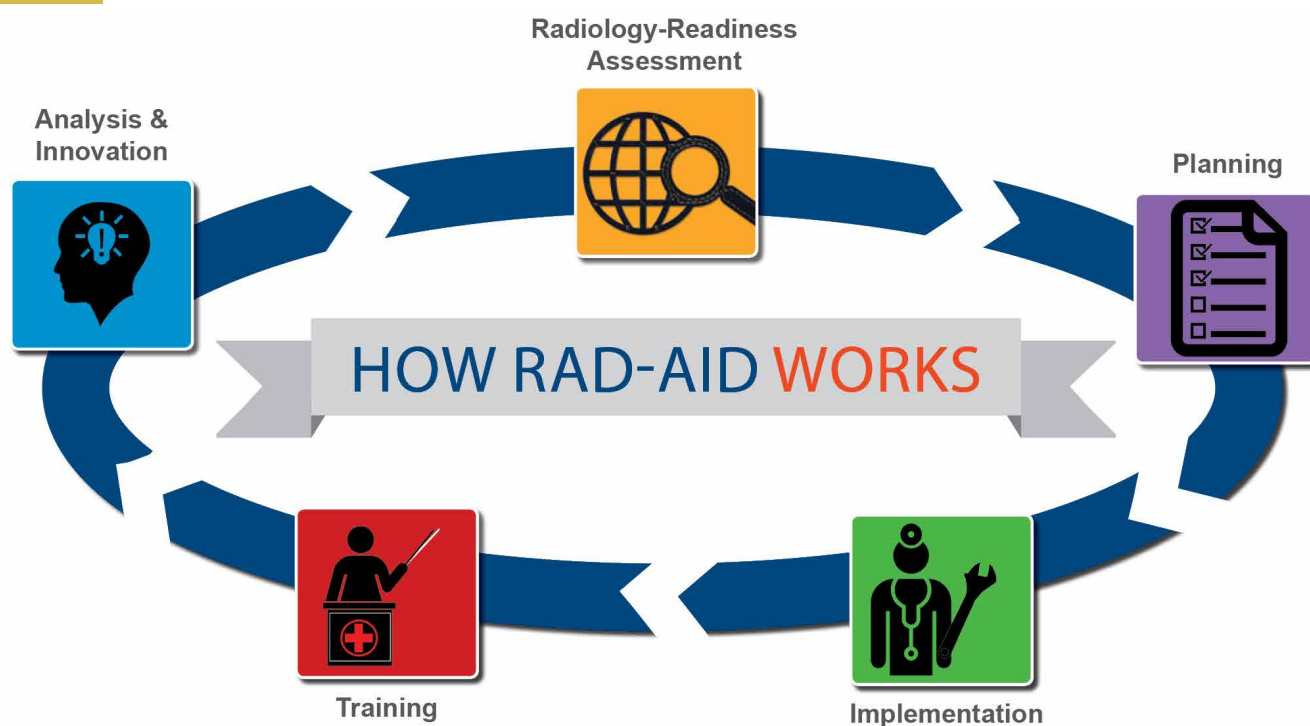 Radiology-Readiness
Assessment
Analysis &
Innovation
Planning
HOW RAD-AID WORKS
Training
Implementation